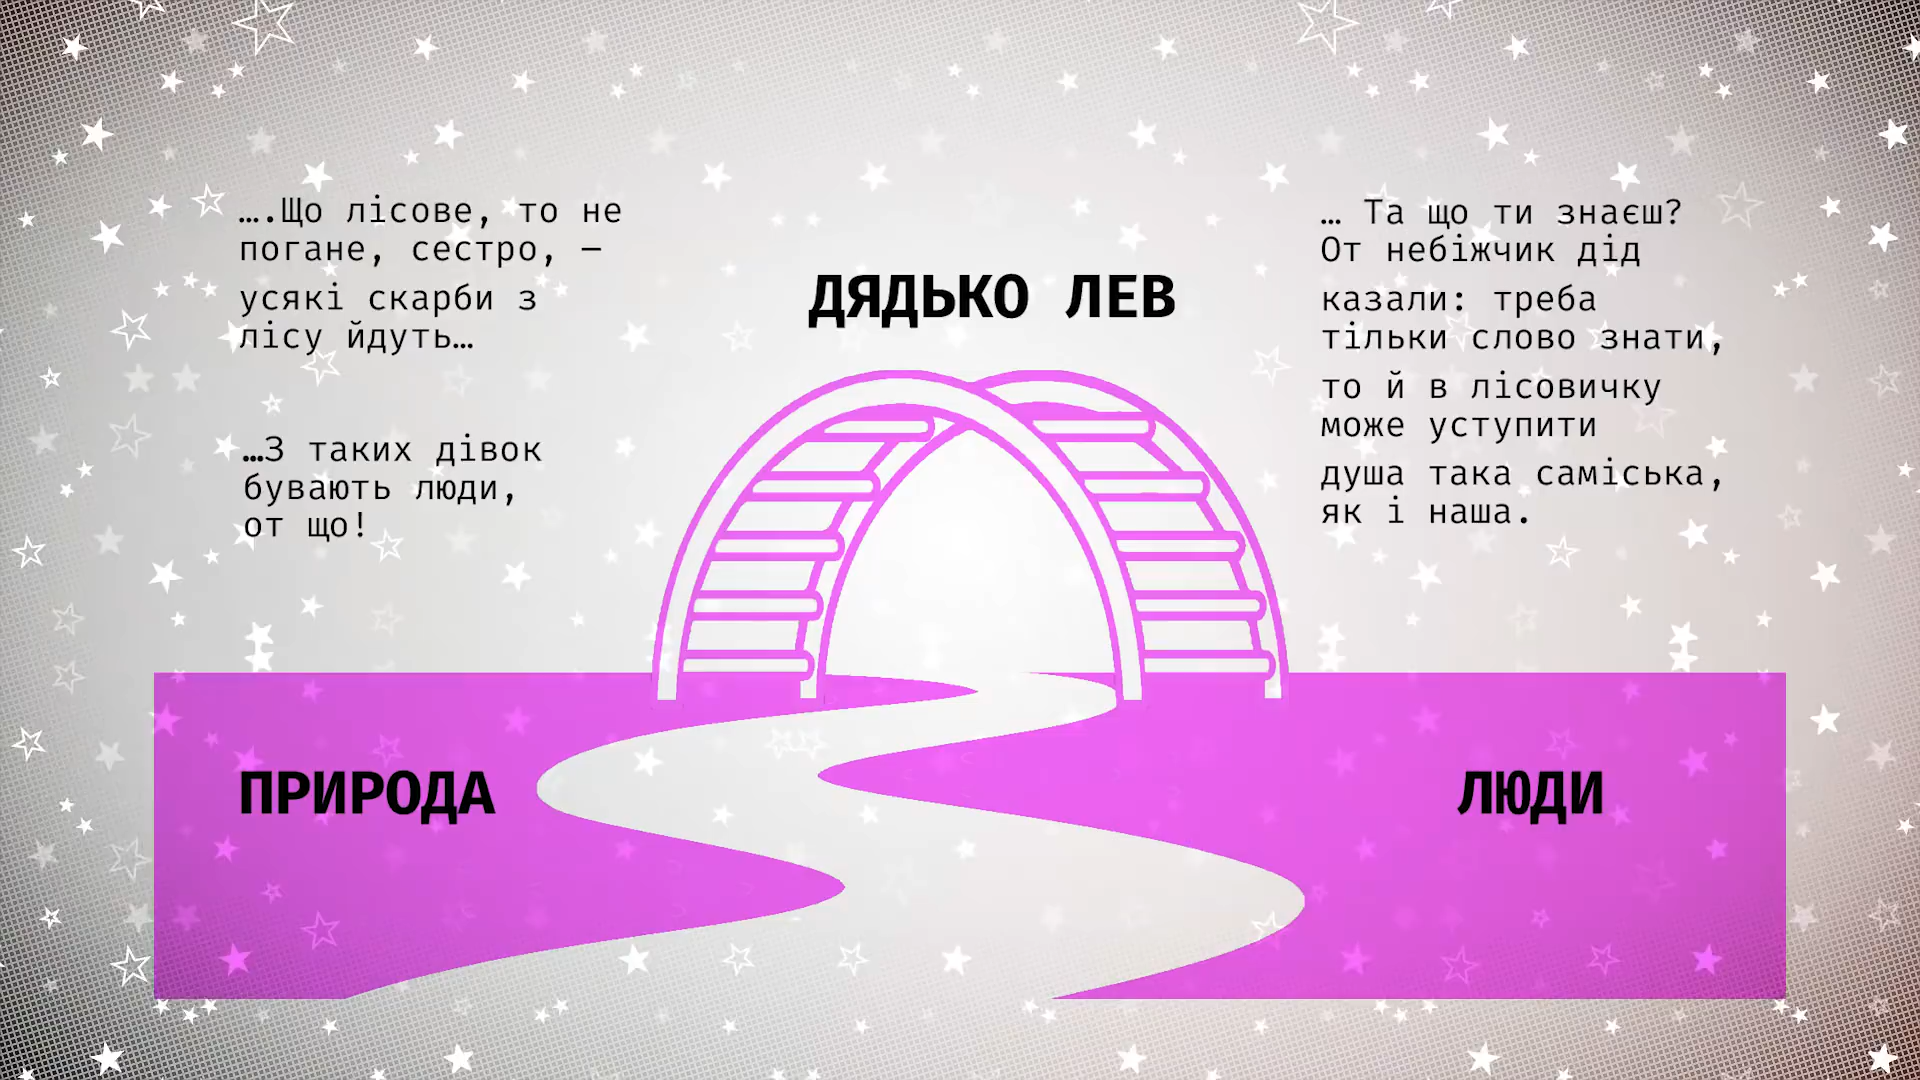 ….Що лісове, то не
погане, сестро, —
усякі скарби з
лісу йдуть…
…З таких дівок
бувають люди,
от що!
ДЯДЬКО ЛЕВ
… Та що ти знаєш?
От небіжчик дід
казали: треба
тільки слово знати,
то й в лісовичку
може уступити
душа така саміська,
як і наша.
ПРИРОДА
ЛЮДИ